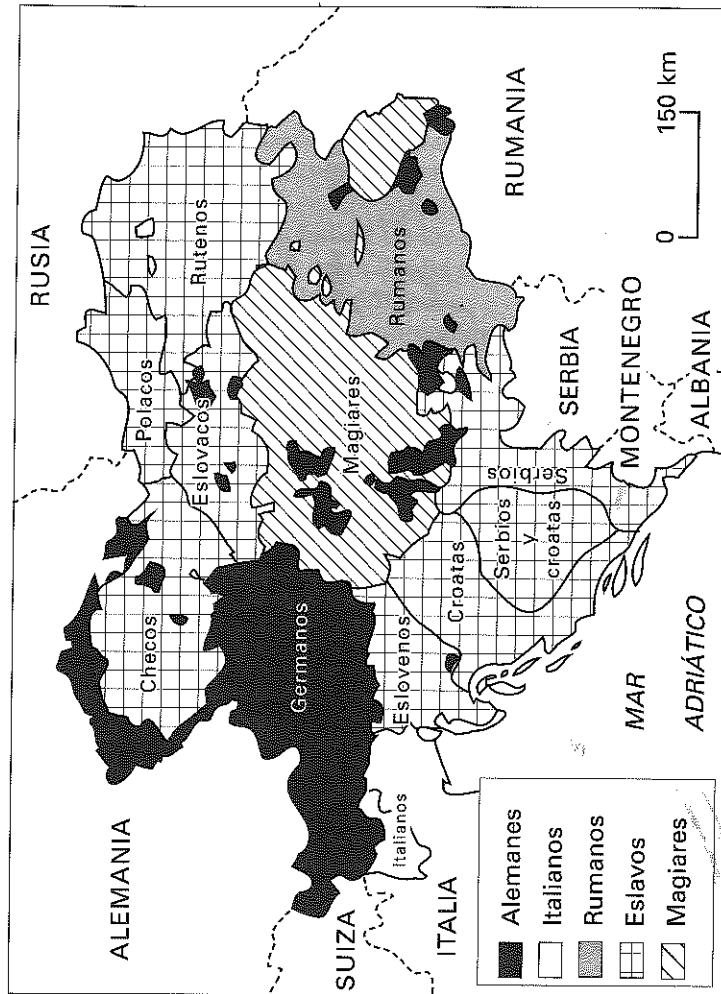 RUSIA
ALEMANIA
Polacos
Rutenos
Checos
Eslovacos
Germanos
Magiares
Rumanos
SUIZA
Italianos
Eslovenos
Croatas
Serbios
y
croatas
Serbios
ITALIA
RUMANIA
SERBIA
MONTENEGRO
ALBANIA
MAR
ADRIÁTICO
0 150 km
Alemanes
Italianos
Rumanos
Eslavos
Magiares